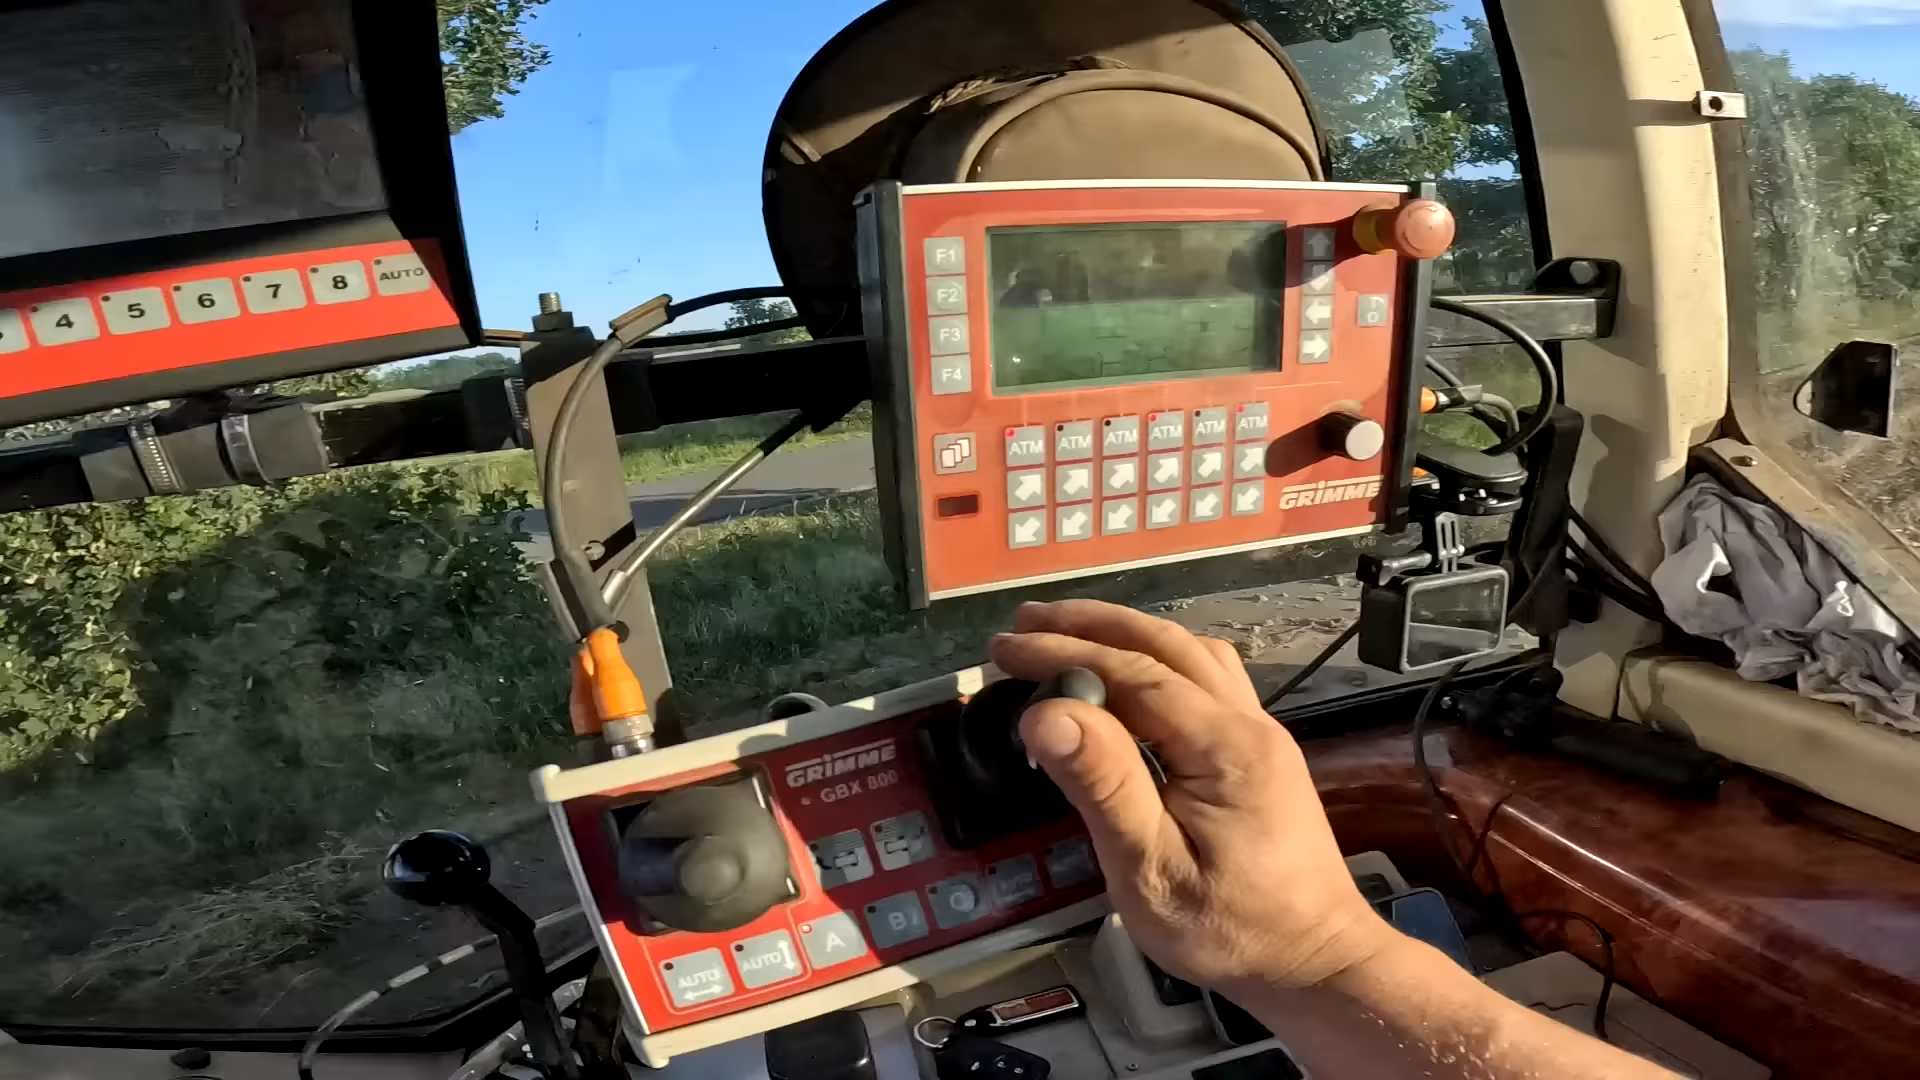 4 5 6 7 8 AUTO
F1
F2
F3
F4
ATM ATM ATM ATM ATM ATM
GRIMME
GRIMME
GBX 800
AUTO AUTO A B